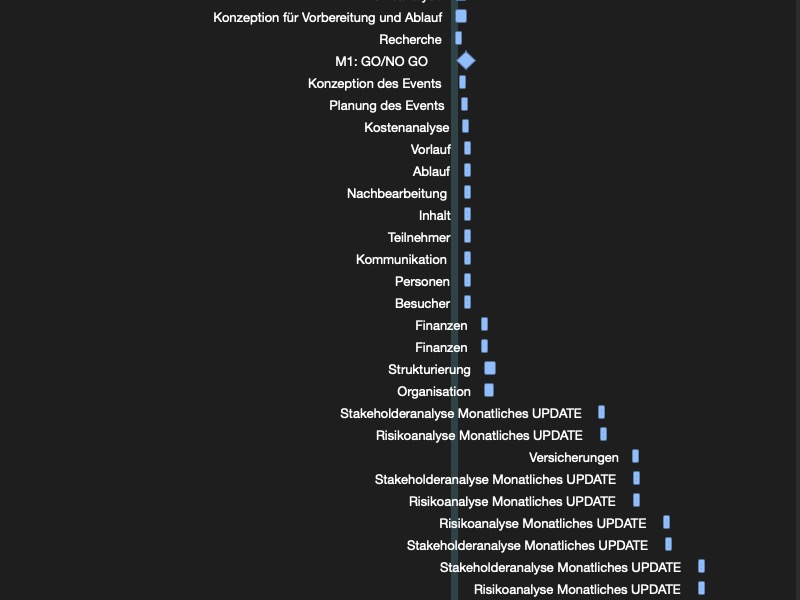 Konzeption für Vorbereitung und Ablauf
Recherche
M1: GO/NO GO
Konzeption des Events
Planung des Events
Kostenanalyse
Vorlauf
Ablauf
Nachbearbeitung
Inhalt
Teilnehmer
Kommunikation
Personen
Besucher
Finanzen
Finanzen
Strukturierung
Organisation
Stakeholderanalyse Monatliches UPDATE
Risikoanalyse Monatliches UPDATE
Versicherungen
Stakeholderanalyse Monatliches UPDATE
Risikoanalyse Monatliches UPDATE
Risikoanalyse Monatliches UPDATE
Stakeholderanalyse Monatliches UPDATE
Stakeholderanalyse Monatliches UPDATE
Risikoanalyse Monatliches UPDATE